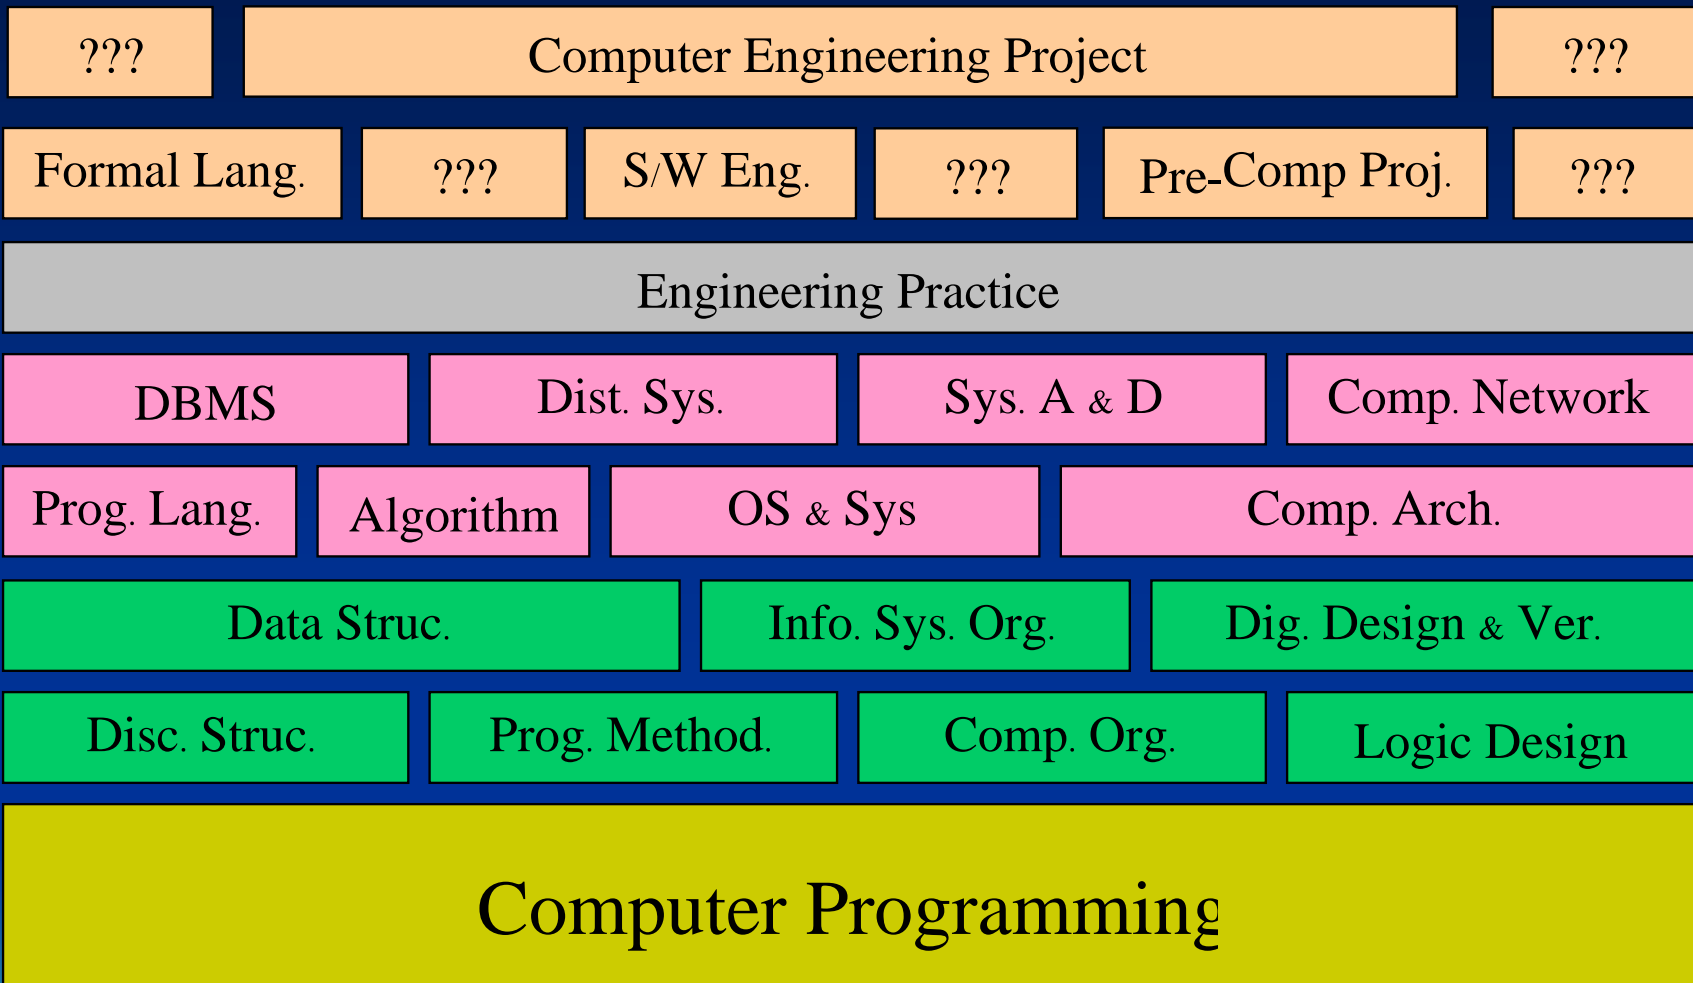 ??? Computer Engineering Project ???
Formal Lang. ??? S/W Eng. ??? Pre-Comp Proj. ???
Engineering Practice
DBMS Dist. Sys. Sys. A & D Comp. Network
Prog. Lang. Algorithm OS & Sys Comp. Arch.
Data Struc. Info. Sys. Org. Dig. Design & Ver.
Disc. Struc. Prog. Method. Comp. Org. Logic Design
Computer Programming